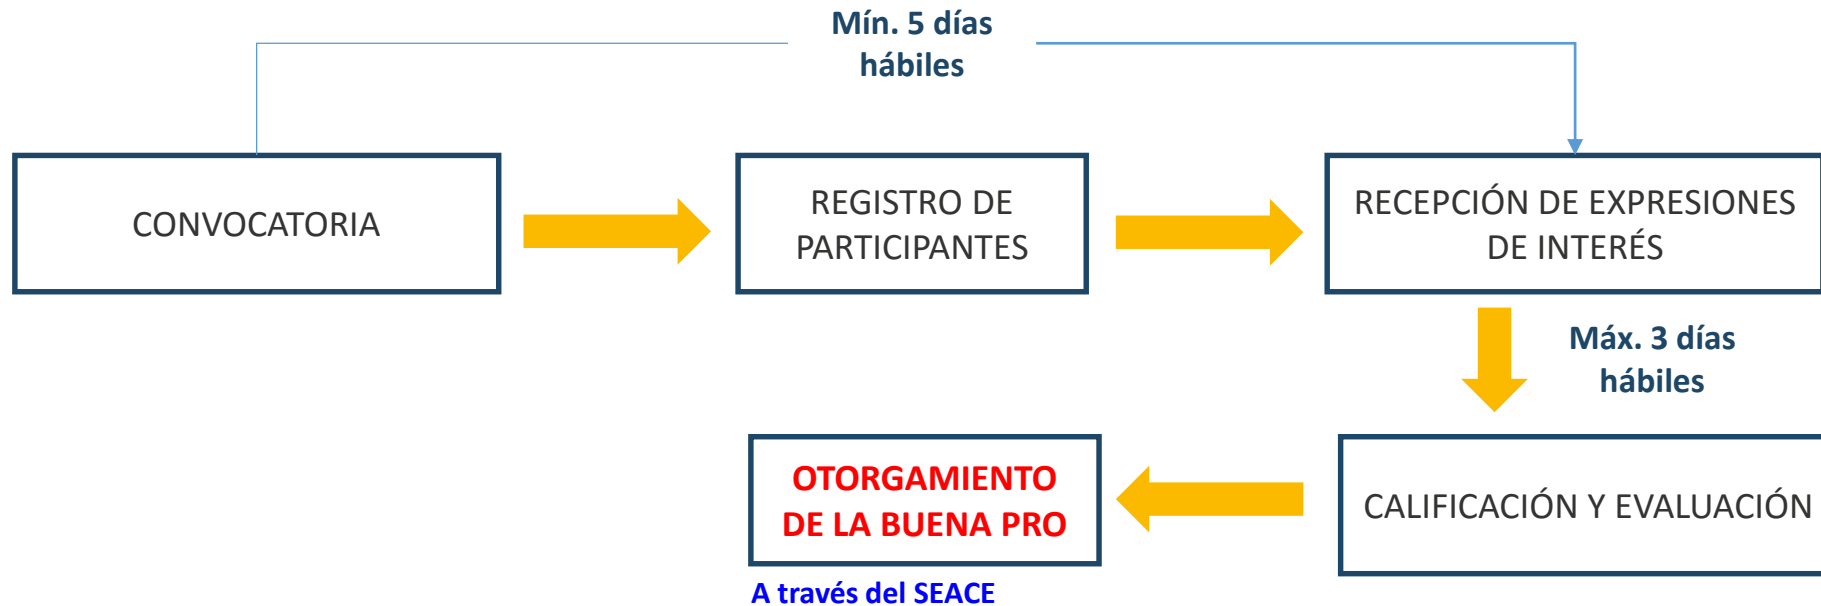 Mín. 5 días
hábiles
CONVOCATORIA
REGISTRO DE
PARTICIPANTES
RECEPCIÓN DE EXPRESIONES
DE INTERÉS
Máx. 3 días
hábiles
OTORGAMIENTO
DE LA BUENA PRO
CALIFICACIÓN Y EVALUACIÓN
A través del SEACE